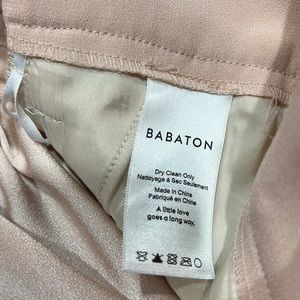 BABATON
Dry Clean Only
Nettoyage à Sec Seulement
Made in China
Fabriqué en Chine
A little love
goes a long way.